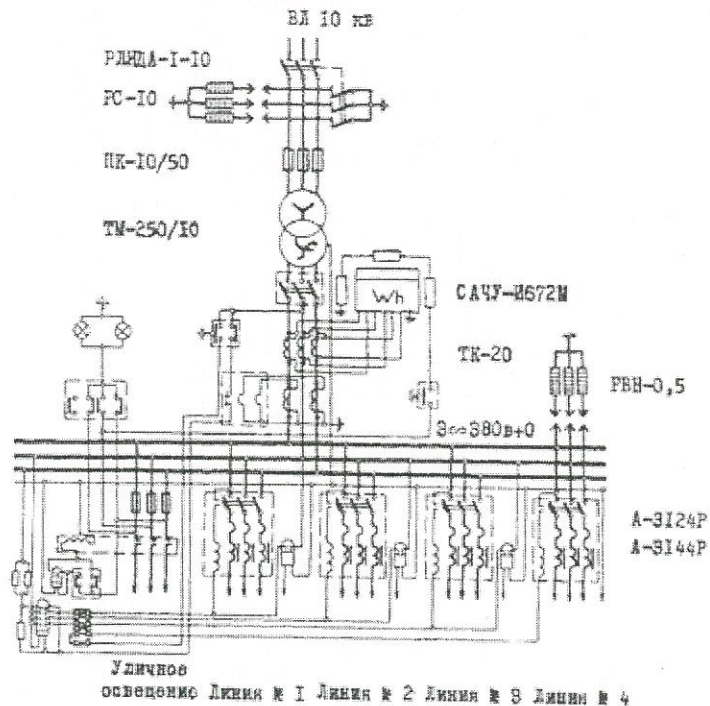 ВЛ 10 кв
РЛНДА-1-10
РС-10
ПК-10/50
ТМ-250/10
Wh
САЧУ-И672М
ТК-20
РВН-0,5
3∞380в+0
А-3124Р
А-3144Р
Уличное
освещение Линия № 1 Линия № 2 Линия № 3 Линия № 4